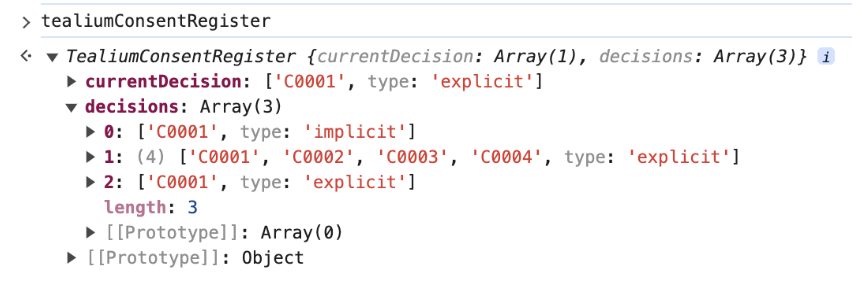 > tealiumConsentRegister
<· ▼ TealiumConsentRegister {currentDecision: Array(1), decisions: Array(3)} i
▶ currentDecision: ['C0001', type: 'explicit']
▼ decisions: Array(3)
▶ 0: ['C0001', type: 'implicit']
▶ 1: (4) ['C0001', 'C0002', 'C0003', 'C0004', type: 'explicit']
▶ 2: ['C0001', type: 'explicit']
length: 3
▶ [[Prototype]]: Array(0)
▶ [[Prototype]]: Object